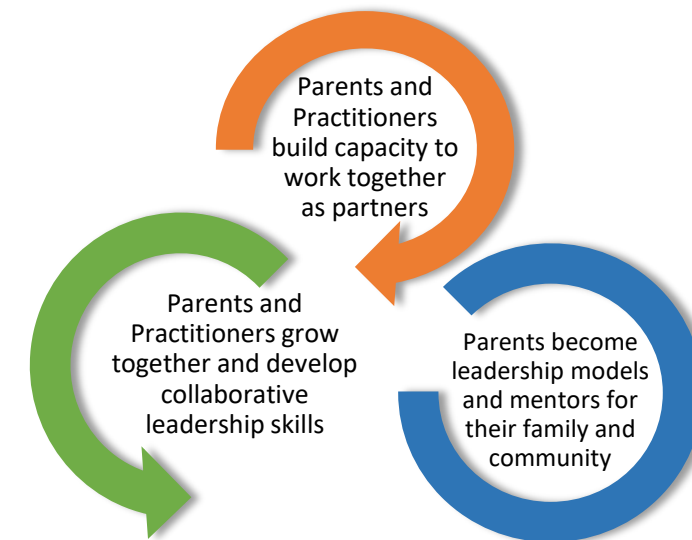 Parents and
Practitioners
build capacity to
work together
as partners
Parents and
Practitioners grow
together and develop
collaborative
leadership skills
Parents become
leadership models
and mentors for
their family and
community